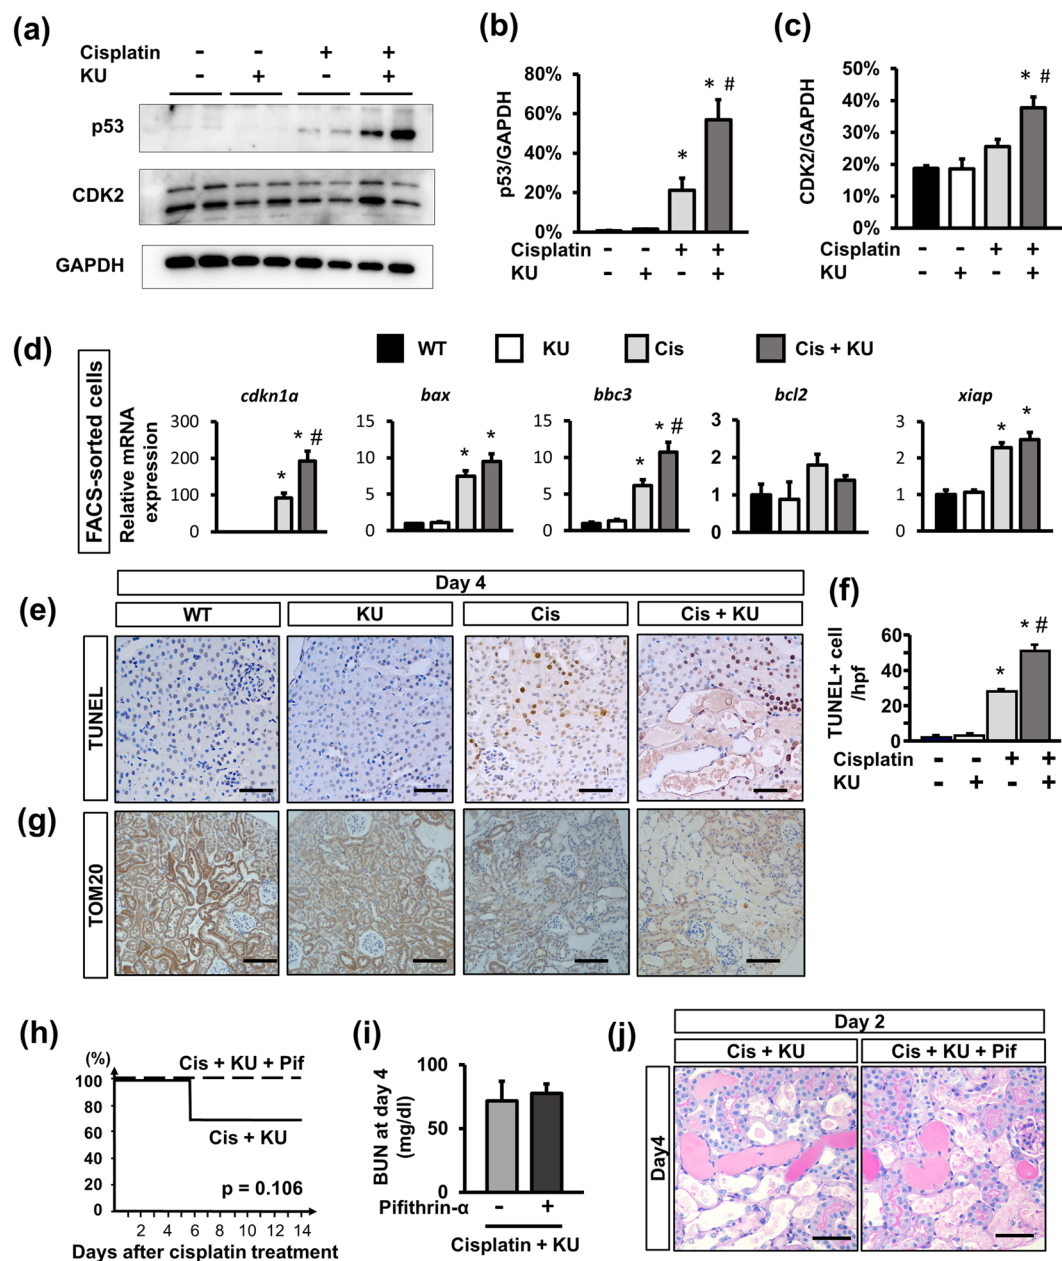 (a)
Cisplatin - - + +
KU - + - +
p53
CDK2
GAPDH
(b)
p53/GAPDH
80%
60%
40%
20%
0%
*
* #
Cisplatin - - + +
KU - + - +
(c)
CDK2/GAPDH
50%
40%
30%
20%
10%
0%
* #
Cisplatin - - + +
KU - + - +
(d)
WT KU Cis Cis + KU
FACS-sorted cells
Relative mRNA
expression
cdkn1a
300
200
100
0
*
* #
bax
15
10
5
0
*
*
bbc3
15
10
5
0
*
* #
bcl2
3
2
1
0
xiap
3
2
1
0
*
*
Day 4
(e)
WT KU Cis Cis + KU
TUNEL
(f)
TUNEL+ cell
/hpf
60
40
20
0
*
* #
Cisplatin - - + +
KU - + - +
(g)
TOM20
(h)
(%)
100
80
60
40
20
0
Cis + KU + Pif
Cis + KU
p = 0.106
2 4 6 8 10 12 14
Days after cisplatin treatment
(i)
BUN at day 4
(mg/dl)
100
50
0
Pifithrin-α - +
Cisplatin + KU
(j)
Day 2
Cis + KU Cis + KU + Pif
Day4